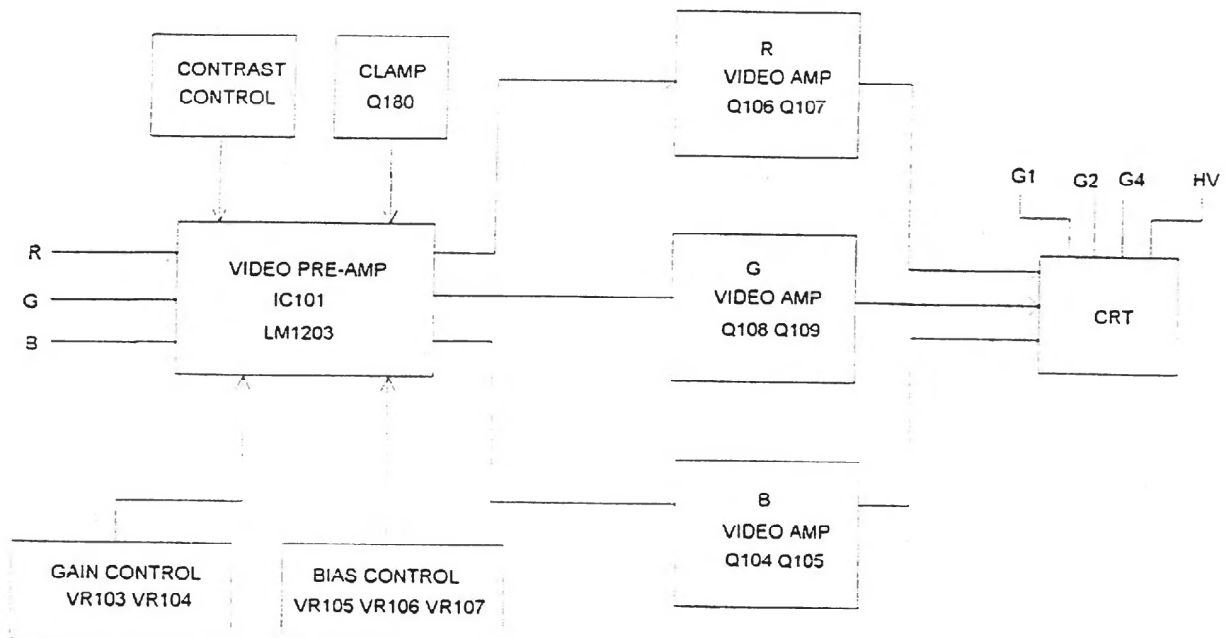 CONTRAST
CONTROL
CLAMP
Q180
R
VIDEO AMP
Q106 Q107
G1
G2
G4
HV
R
G
B
VIDEO PRE-AMP
IC101
LM1203
G
VIDEO AMP
Q108 Q109
CRT
B
VIDEO AMP
Q104 Q105
GAIN CONTROL
VR103 VR104
BIAS CONTROL
VR105 VR106 VR107